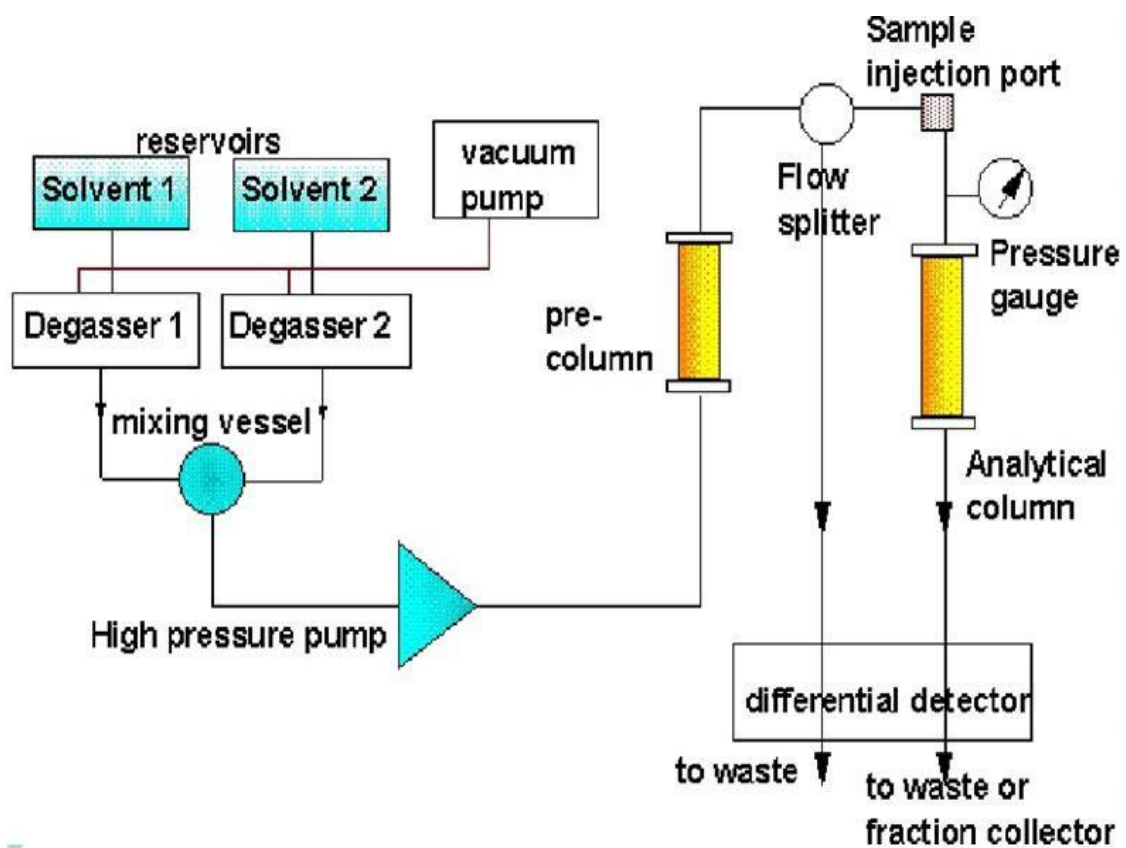 Sample
injection port
reservoirs
Solvent 1
Solvent 2
vacuum
pump
Flow
splitter
Pressure
gauge
Degasser 1
Degasser 2
pre-
column
mixing vessel
Analytical
column
High pressure pump
differential detector
to waste
to waste or
fraction collector